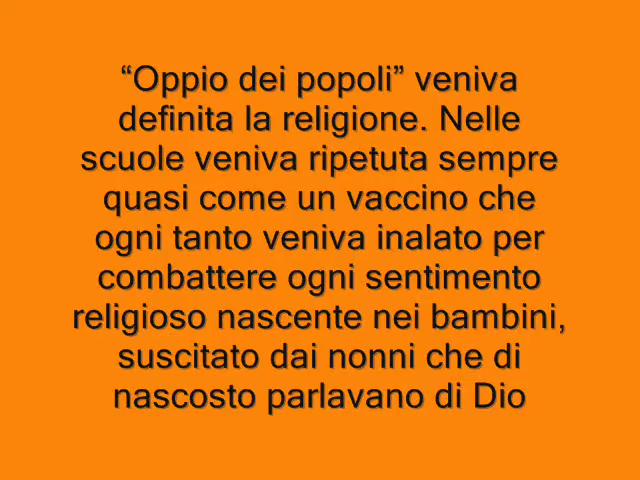 “Oppio dei popoli” veniva
definita la religione. Nelle
scuole veniva ripetuta sempre
quasi come un vaccino che
ogni tanto veniva inalato per
combattere ogni sentimento
religioso nascente nei bambini,
suscitato dai nonni che di
nascosto parlavano di Dio